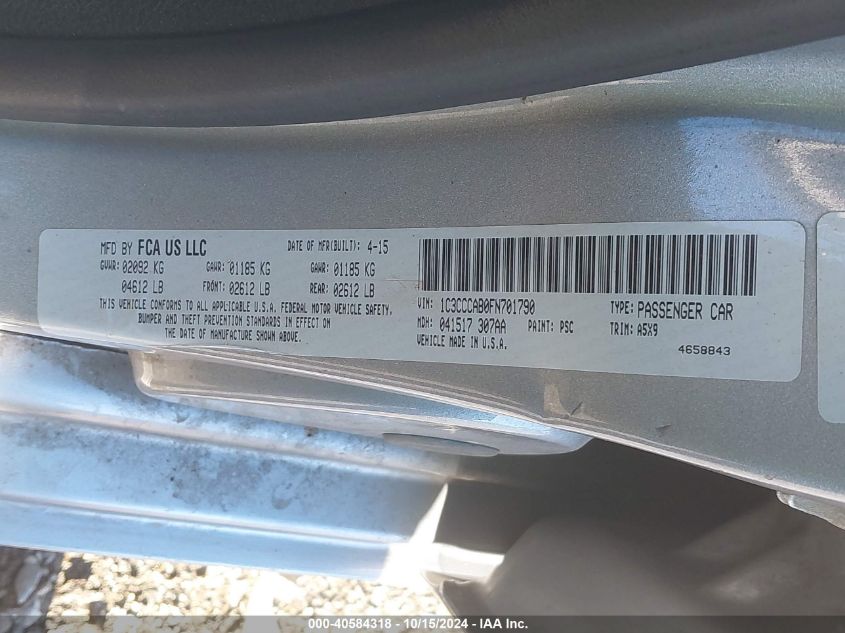 MFD BY FCA US LLC DATE OF MFR(BUILT): 4-15
GVWR: 02092 KG GAWR: 01185 KG GAWR: 01185 KG
04612 LB FRONT: 02612 LB REAR: 02612 LB
THIS VEHICLE CONFORMS TO ALL APPLICABLE U.S.A. FEDERAL MOTOR VEHICLE SAFETY,
BUMPER AND THEFT PREVENTION STANDARDS IN EFFECT ON
THE DATE OF MANUFACTURE SHOWN ABOVE.
VIN: 1C3CCCAB0FN701790 TYPE: PASSENGER CAR
MDH: 041517 307AA PAINT: PSC TRIM: A5X9
VEHICLE MADE IN U.S.A.
4658843
000-40584318 - 10/15/2024 - IAA Inc.